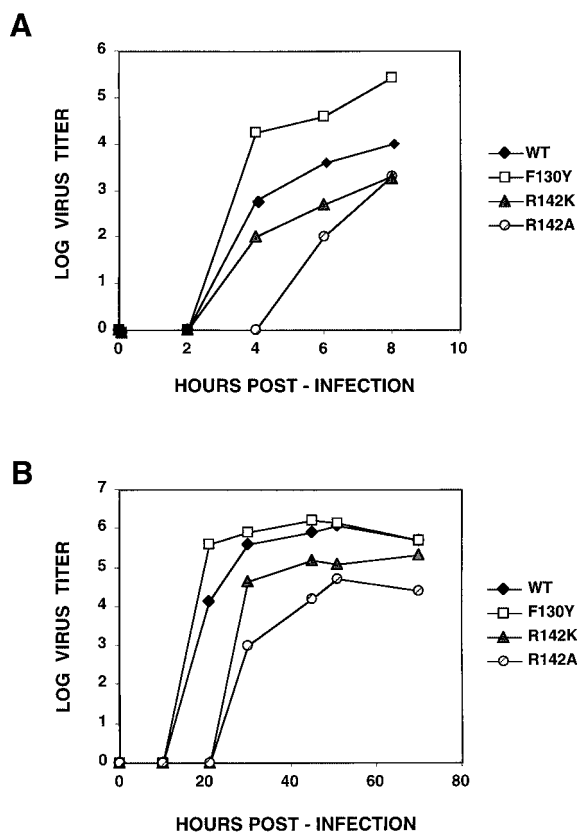 A
6
5
4
3
2
1
0
LOG VIRUS TITER
0 2 4 6 8 10
HOURS POST - INFECTION
WT
F130Y
R142K
R142A
B
7
6
5
4
3
2
1
0
LOG VIRUS TITER
0 20 40 60 80
HOURS POST - INFECTION
WT
F130Y
R142K
R142A